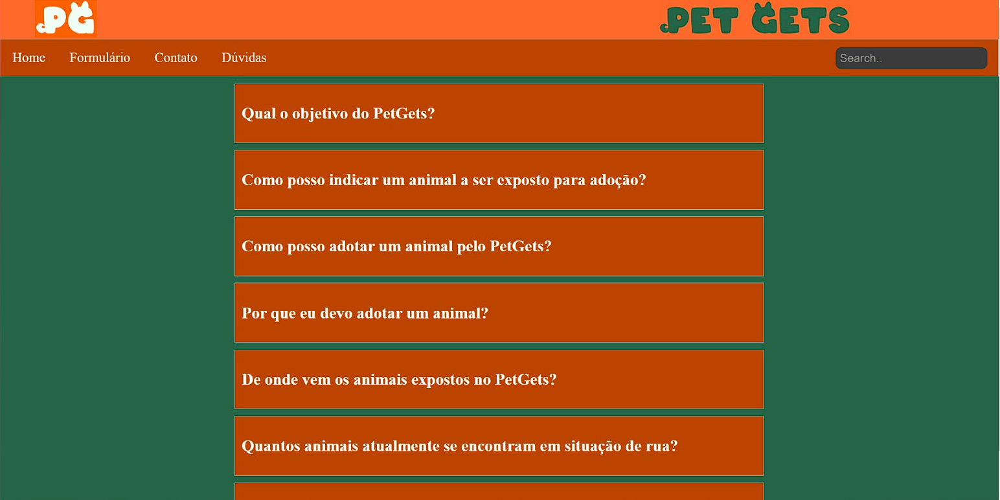 PG
PET GETS
Home Formulário Contato Dúvidas Search..
Qual o objetivo do PetGets?
Como posso indicar um animal a ser exposto para adoção?
Como posso adotar um animal pelo PetGets?
Por que eu devo adotar um animal?
De onde vem os animais expostos no PetGets?
Quantos animais atualmente se encontram em situação de rua?